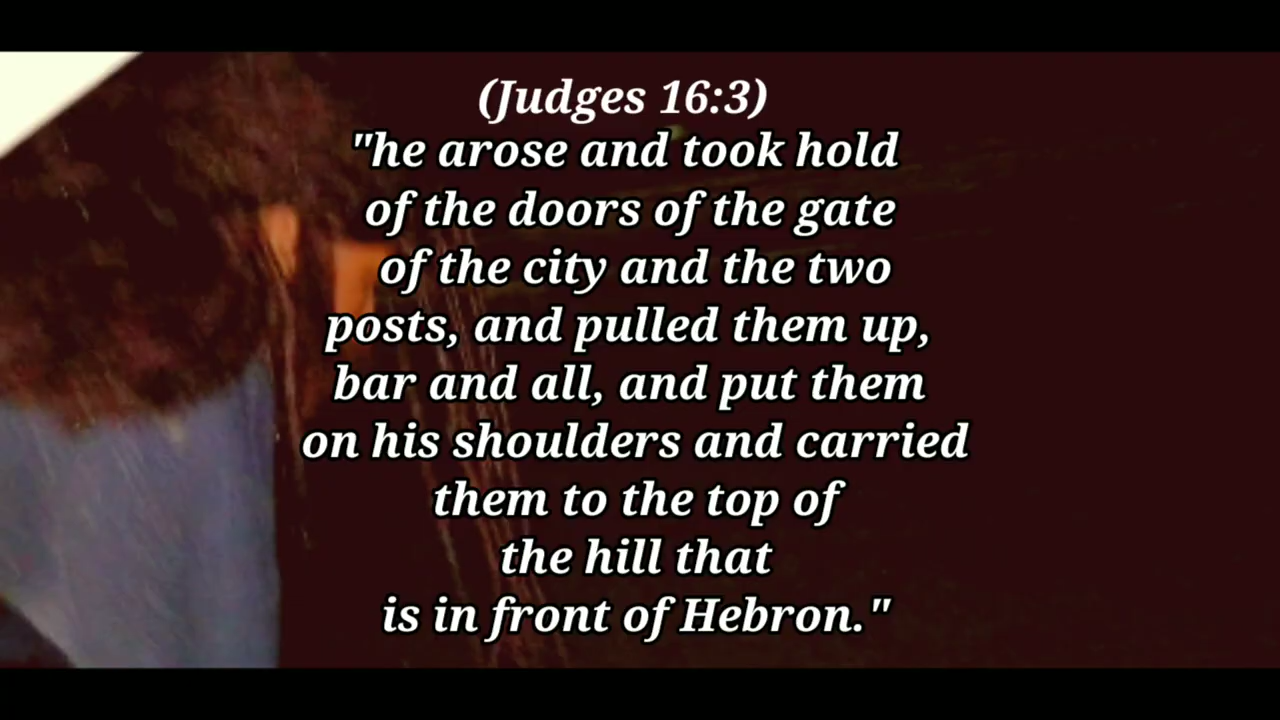 (Judges 16:3)
"he arose and took hold
of the doors of the gate
of the city and the two
posts, and pulled them up,
bar and all, and put them
on his shoulders and carried
them to the top of
the hill that
is in front of Hebron."